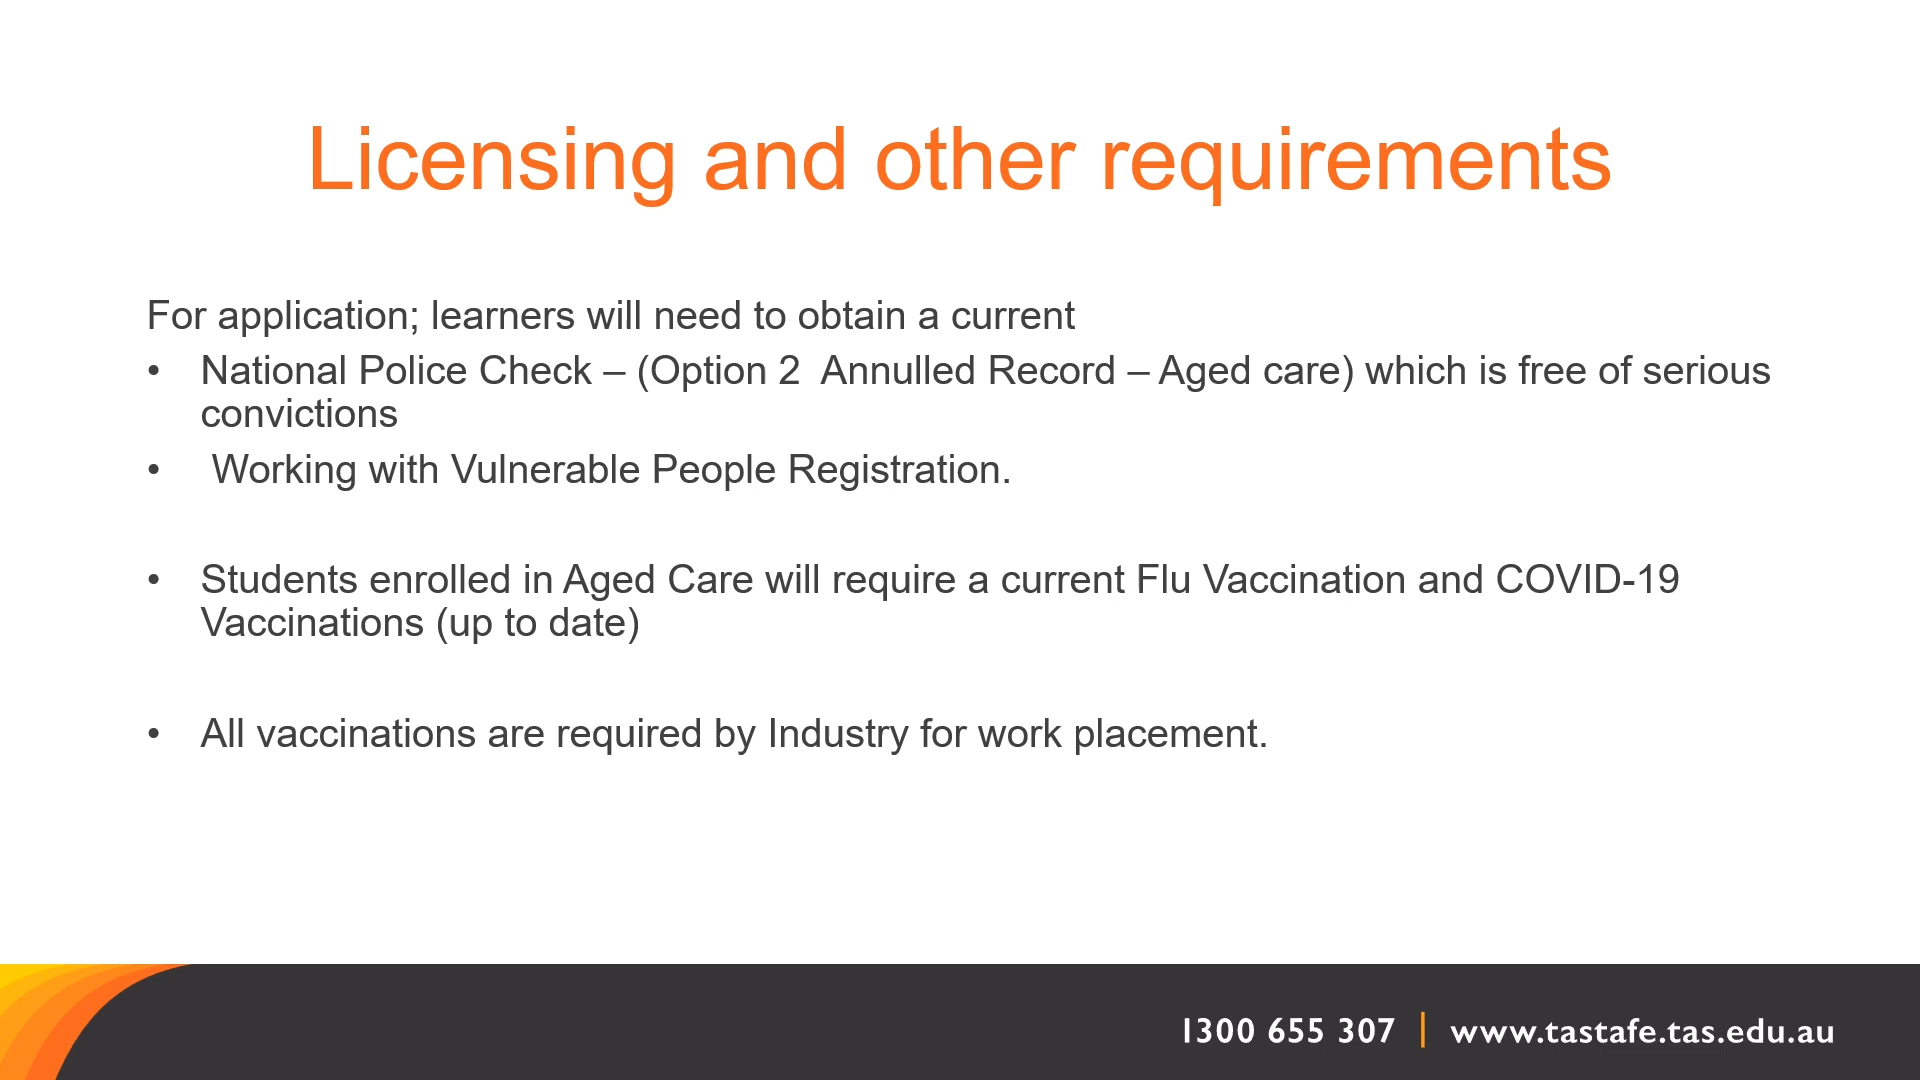 Licensing and other requirements
For application; learners will need to obtain a current
• National Police Check – (Option 2  Annulled Record – Aged care) which is free of serious
convictions
•  Working with Vulnerable People Registration.
• Students enrolled in Aged Care will require a current Flu Vaccination and COVID-19
Vaccinations (up to date)
• All vaccinations are required by Industry for work placement.
1300 655 307 | www.tastafe.tas.edu.au